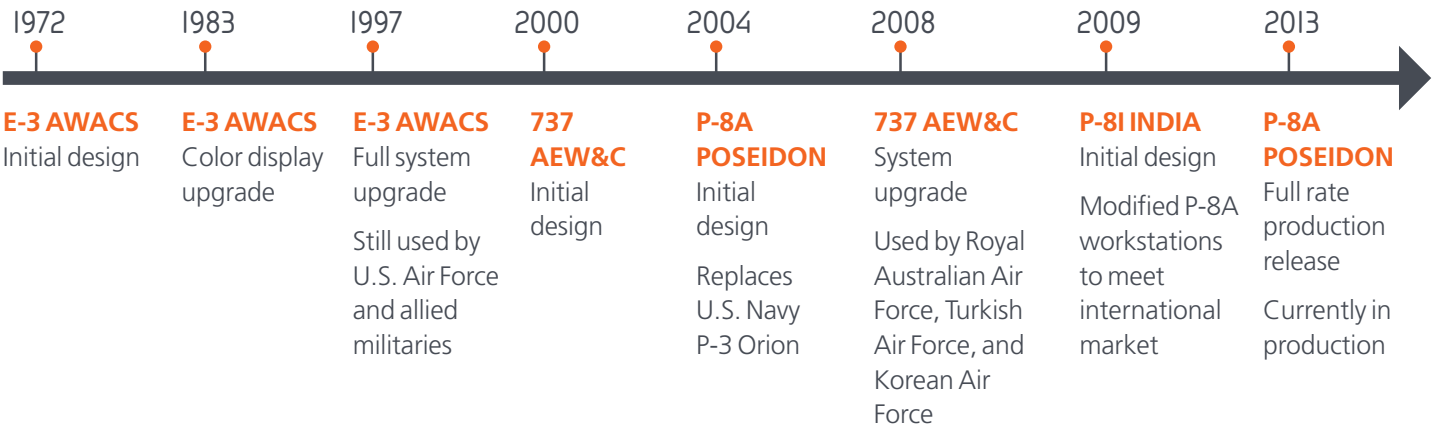 1972
E-3 AWACS
Initial design
1983
E-3 AWACS
Color display
upgrade
1997
E-3 AWACS
Full system
upgrade
Still used by
U.S. Air Force
and allied
militaries
2000
737
AEW&C
Initial
design
2004
P-8A
POSEIDON
Initial
design
Replaces
U.S. Navy
P-3 Orion
2008
737 AEW&C
System
upgrade
Used by Royal
Australian Air
Force, Turkish
Air Force, and
Korean Air
Force
2009
P-8I INDIA
Initial design
Modified P-8A
workstations
to meet
international
market
2013
P-8A
POSEIDON
Full rate
production
release
Currently in
production